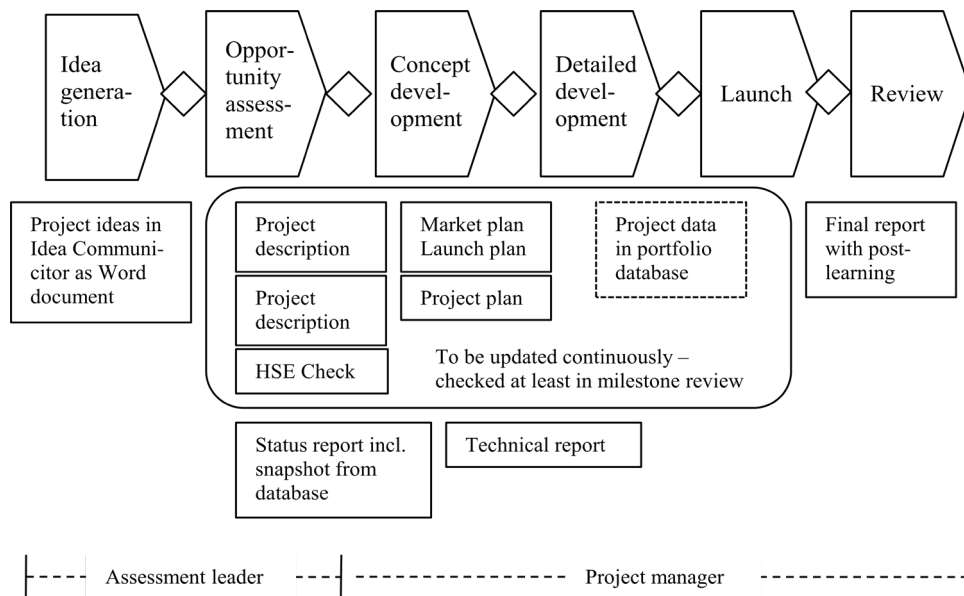 Idea
genera-
tion
Oppor-
tunity
assess-
ment
Concept
devel-
opment
Detailed
devel-
opment
Launch
Review
Project ideas in
Idea Communi-
citor as Word
document
Project
description
Market plan
Launch plan
Project data
in portfolio
database
Final report
with post-
learning
Project
description
Project plan
HSE Check
To be updated continuously –
checked at least in milestone review
Status report incl.
snapshot from
database
Technical report
Assessment leader
Project manager